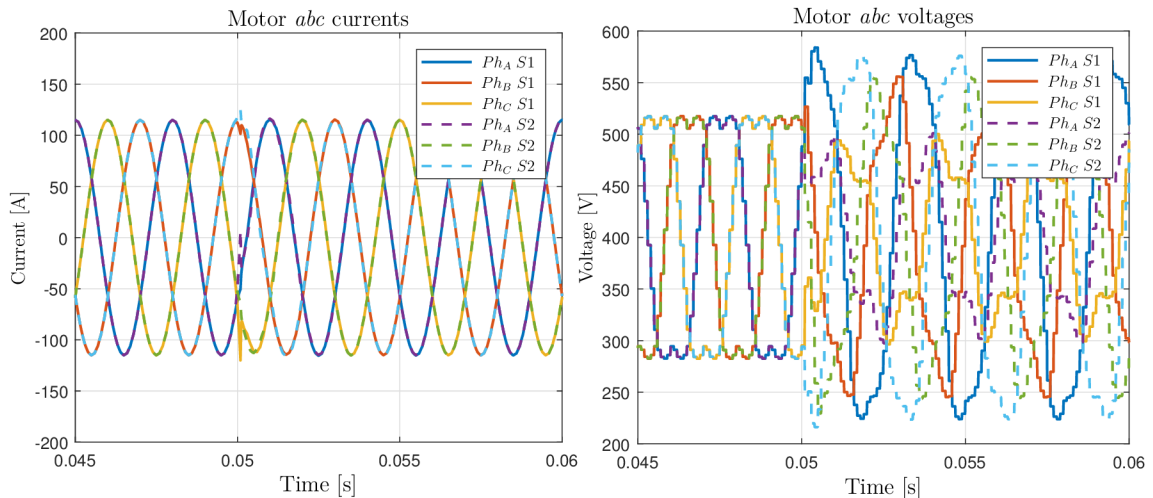 Motor abc currents
200
150
100
50
0
-50
-100
-150
-200
Current [A]
0.045
0.05
0.055
0.06
Time [s]
Ph_A S1
Ph_B S1
Ph_C S1
Ph_A S2
Ph_B S2
Ph_C S2
Motor abc voltages
600
550
500
450
400
350
300
250
200
Voltage [V]
0.045
0.05
0.055
0.06
Time [s]
Ph_A S1
Ph_B S1
Ph_C S1
Ph_A S2
Ph_B S2
Ph_C S2